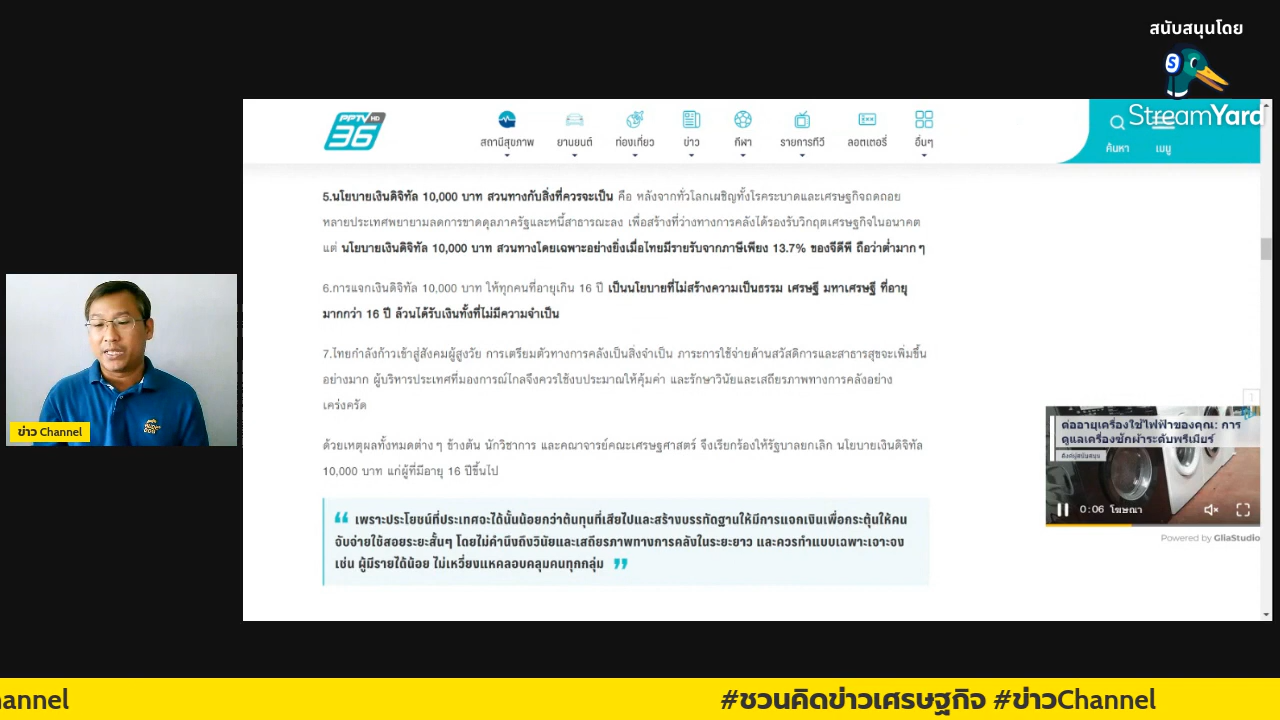 สนับสนุนโดย
StreamYard
PPTV HD
36
สถานีสุขภาพ ยานยนต์ ท่องเที่ยว ข่าว กีฬา รายการทีวี ลอตเตอรี่ อื่นๆ ค้นหา เมนู
5.นโยบายเงินดิจิทัล 10,000 บาท สวนทางกับสิ่งที่ควรจะเป็น คือ หลังจากทั่วโลกเผชิญทั้งโรคระบาดและเศรษฐกิจถดถอย
หลายประเทศพยายามลดการขาดดุลภาครัฐและหนี้สาธารณะลง เพื่อสร้างที่ว่างทางการคลังได้รองรับวิกฤตเศรษฐกิจในอนาคต
แต่ นโยบายเงินดิจิทัล 10,000 บาท สวนทางโดยเฉพาะอย่างยิ่งเมื่อไทยมีรายรับจากภาษีเพียง 13.7% ของจีดีพี ถือว่าต่ำมาก ๆ
6.การแจกเงินดิจิทัล 10,000 บาท ให้ทุกคนที่อายุเกิน 16 ปี เป็นนโยบายที่ไม่สร้างความเป็นธรรม เศรษฐี มหาเศรษฐี ที่อายุ
มากกว่า 16 ปี ล้วนได้รับเงินทั้งที่ไม่มีความจำเป็น
7.ไทยกำลังก้าวเข้าสู่สังคมผู้สูงวัย การเตรียมตัวทางการคลังเป็นสิ่งจำเป็น ภาระการใช้จ่ายด้านสวัสดิการและสาธารสุขจะเพิ่มขึ้น
อย่างมาก ผู้บริหารประเทศที่มองการณ์ไกลจึงควรใช้งบประมาณให้คุ้มค่า และรักษาวินัยและเสถียรภาพทางการคลังอย่าง
เคร่งครัด
ด้วยเหตุผลทั้งหมดต่าง ๆ ข้างต้น นักวิชาการ และคณาจารย์คณะเศรษฐศาสตร์ จึงเรียกร้องให้รัฐบาลยกเลิก นโยบายเงินดิจิทัล
10,000 บาท แก่ผู้ที่มีอายุ 16 ปีขึ้นไป
เพราะประโยชน์ที่ประเทศจะได้นั้นน้อยกว่าต้นทุนที่เสียไปและสร้างบรรทัดฐานให้มีการแจกเงินเพื่อกระตุ้นให้คน
จับจ่ายใช้สอยระยะสั้นๆ โดยไม่คำนึงถึงวินัยและเสถียรภาพทางการคลังในระยะยาว และควรทำแบบเฉพาะเจาะจง
เช่น ผู้มีรายได้น้อย ไม่เหวี่ยงแหคลอบคลุมคนทุกกลุ่ม
ต่ออายุเครื่องใช้ไฟฟ้าของคุณ: การ
ดูแลเครื่องซักผ้าระดับพรีเมียร์
0:06 โฆษณา
Powered by GliaStudio
ข่าว Channel
hannel #ชวนคิดข่าวเศรษฐกิจ #ข่าวChannel